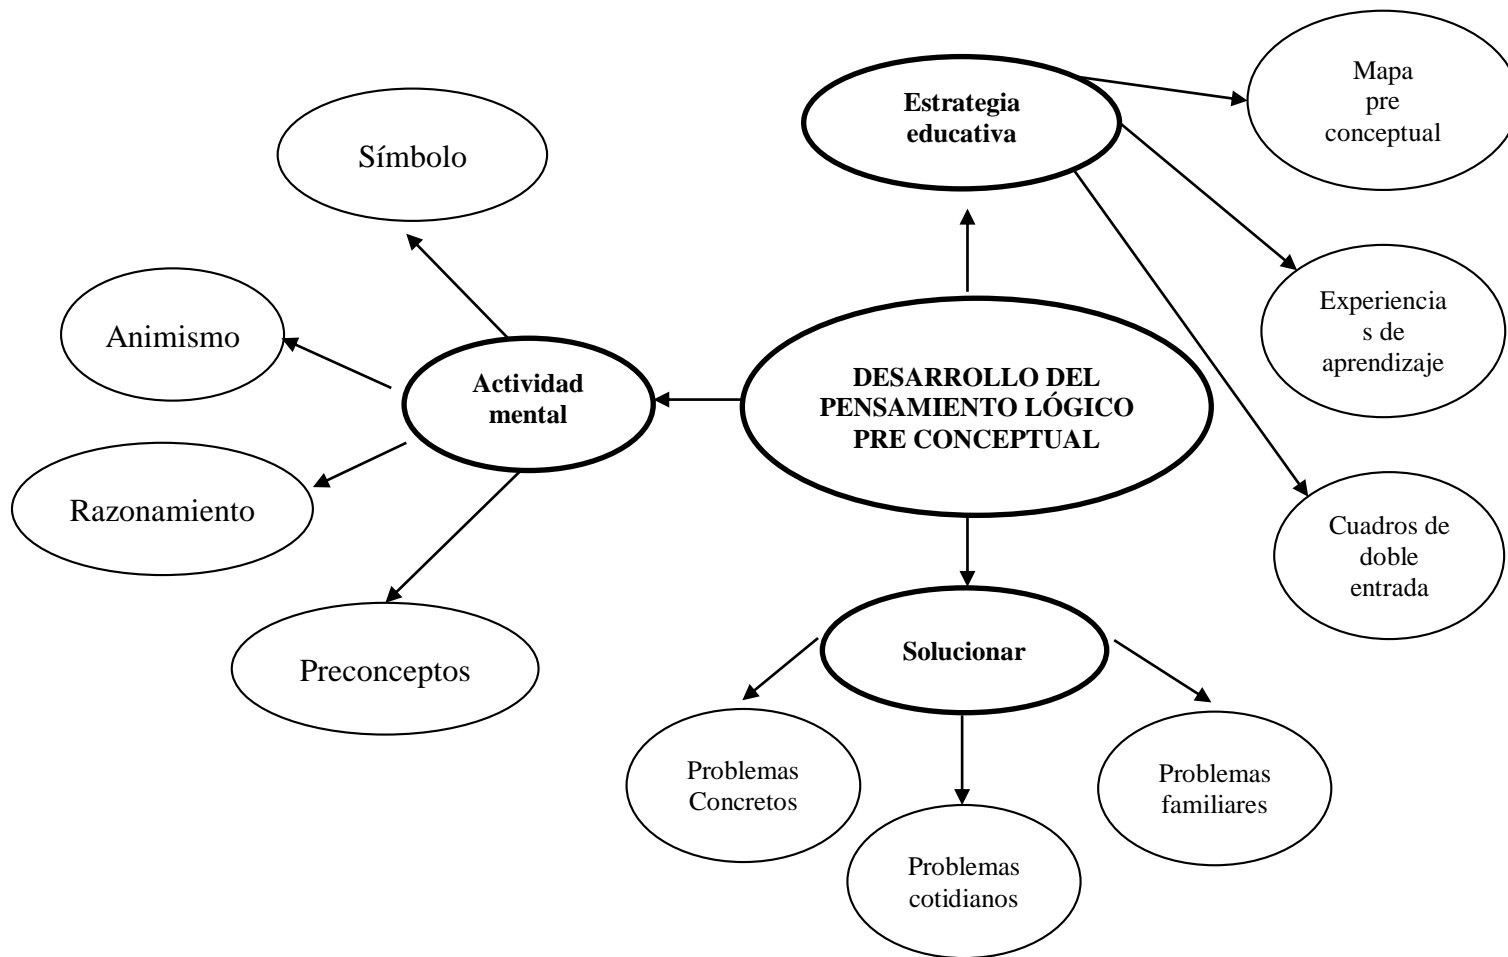 Estrategia
educativa
Mapa
pre
conceptual
Símbolo
Animismo
Experiencia
s de
aprendizaje
Actividad
mental
DESARROLLO DEL
PENSAMIENTO LÓGICO
PRE CONCEPTUAL
Razonamiento
Cuadros de
doble
entrada
Preconceptos
Solucionar
Problemas
Concretos
Problemas
familiares
Problemas
cotidianos